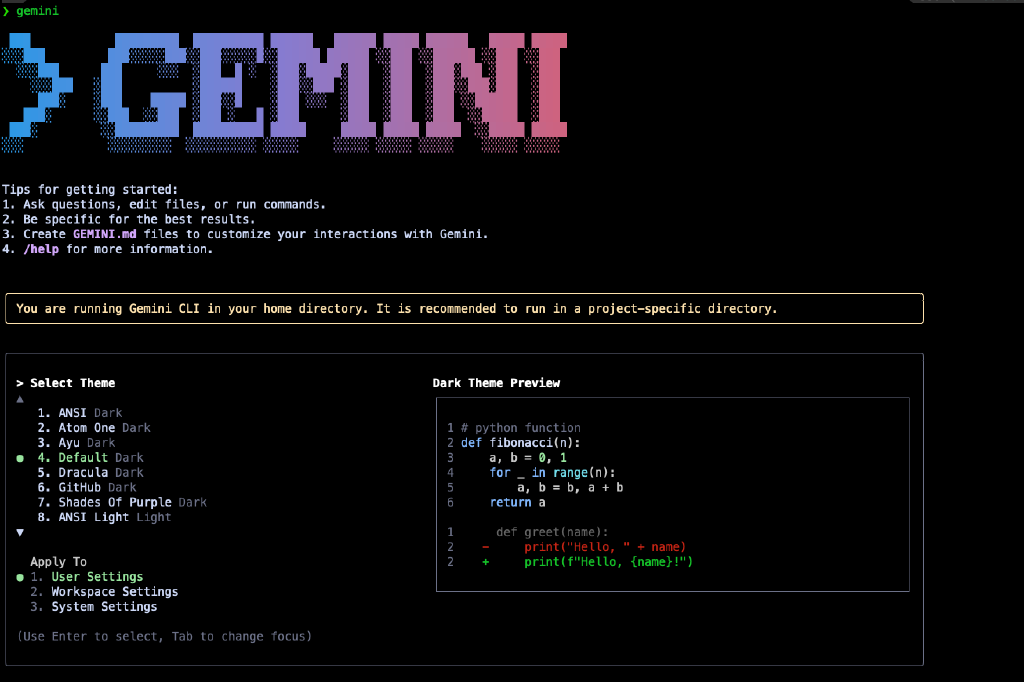 ❯ gemini
> GEMINI
Tips for getting started:
1. Ask questions, edit files, or run commands.
2. Be specific for the best results.
3. Create GEMINI.md files to customize your interactions with Gemini.
4. /help for more information.
You are running Gemini CLI in your home directory. It is recommended to run in a project-specific directory.
> Select Theme
▲
1. ANSI Dark
2. Atom One Dark
3. Ayu Dark
● 4. Default Dark
5. Dracula Dark
6. GitHub Dark
7. Shades Of Purple Dark
8. ANSI Light Light
▼
Apply To
● 1. User Settings
2. Workspace Settings
3. System Settings
(Use Enter to select, Tab to change focus)
Dark Theme Preview
1 # python function
2 def fibonacci(n):
3     a, b = 0, 1
4     for _ in range(n):
5         a, b = b, a + b
6     return a
1     def greet(name):
2   -     print("Hello, " + name)
2   +     print(f"Hello, {name}!")